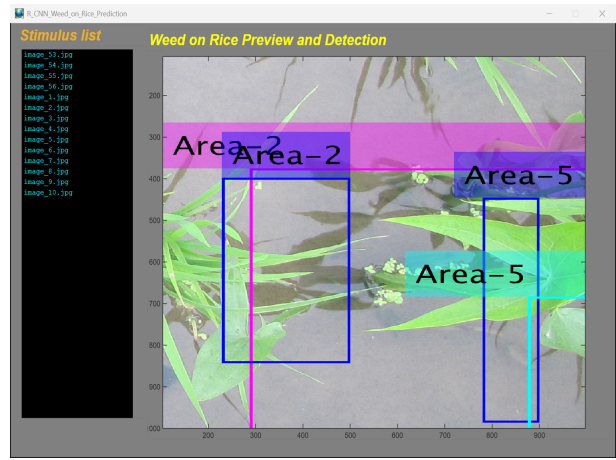 R_CNN_Weed_on_Rice_Prediction
Stimulus list
image_53.jpg
image_54.jpg
image_55.jpg
image_56.jpg
image_1.jpg
image_2.jpg
image_3.jpg
image_4.jpg
image_5.jpg
image_6.jpg
image_7.jpg
image_8.jpg
image_9.jpg
image_10.jpg
Weed on Rice Preview and Detection
200
300
400
500
600
700
800
900
1000
Area-2
Area-2
Area-5
Area-5
200 300 400 500 600 700 800 900